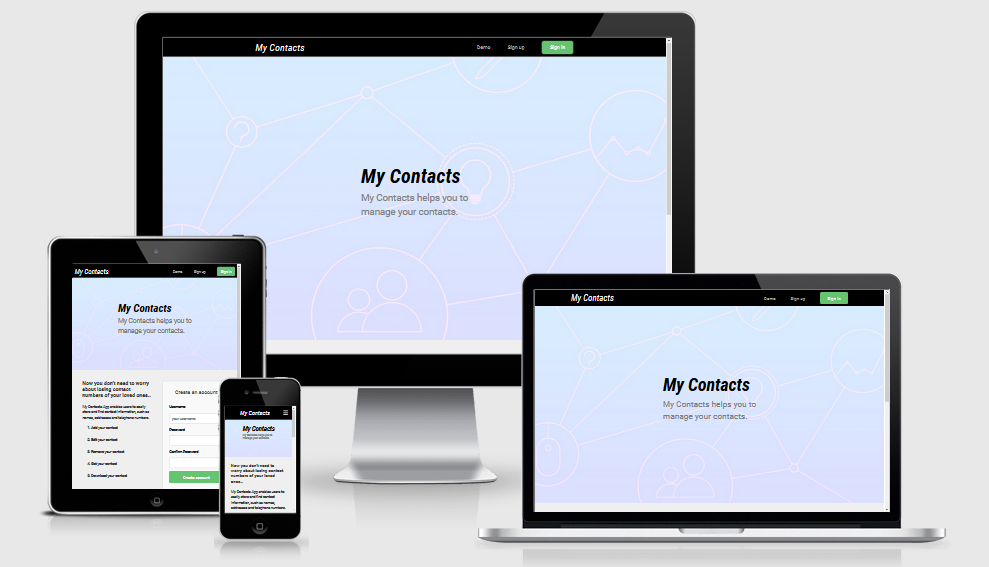 My Contacts
Demo
Sign up
Sign in
My Contacts
My Contacts helps you to
manage your contacts.
My Contacts
Demo
Sign up
Sign in
My Contacts
My Contacts helps you to
manage your contacts.
Now you don't need to worry
about losing contact
numbers of your loved ones...
My Contacts App enables users to easily
store and find contact information, such as
names, addresses and telephone numbers.
1. Add your contact
2. Edit your contact
3. Remove your contact
4. Sort your contact
5. Download your contact
Create an account
Username
your username
Password
Confirm Password
Create account
My Contacts
My Contacts
My Contacts helps you to
manage your contacts.
Now you don't need to
worry about losing contact
numbers of your loved
ones...
My Contacts App enables users to
easily store and find contact
information, such as names,
addresses and telephone numbers.
My Contacts
Demo
Sign up
Sign in
My Contacts
My Contacts helps you to
manage your contacts.